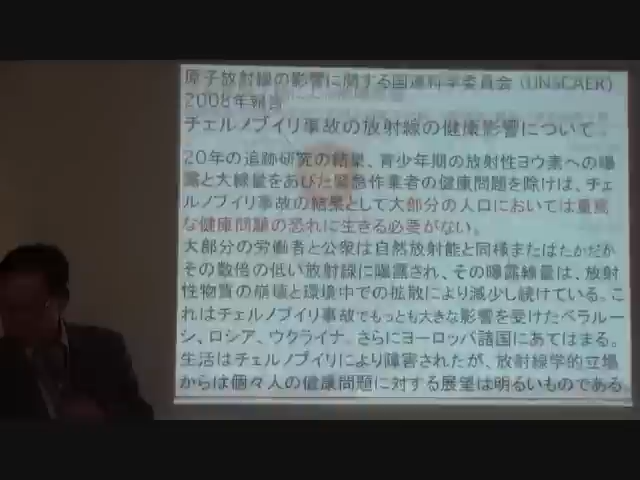 原子放射線の影響に関する国連科学委員会 (UNSCAER)
2008年報告
チェルノブイリ事故の放射線の健康影響について
20年の追跡研究の結果、青少年期の放射性ヨウ素への曝
露と大線量をあびた緊急作業者の健康問題を除けば、チェ
ルノブイリ事故の結果として大部分の人口においては重篤
な健康問題の恐れに生きる必要がない。
大部分の労働者と公衆は自然放射能と同様またはたかだか
その数倍の低い放射線に曝露され、その曝露線量は、放射
性物質の崩壊と環境中での拡散により減少し続けている。こ
れはチェルノブイリ事故でもっとも大きな影響を受けたベラルー
シ、ロシア、ウクライナ、さらにヨーロッパ諸国にあてはまる。
生活はチェルノブイリにより障害されたが、放射線学的立場
からは個々人の健康問題に対する展望は明るいものである